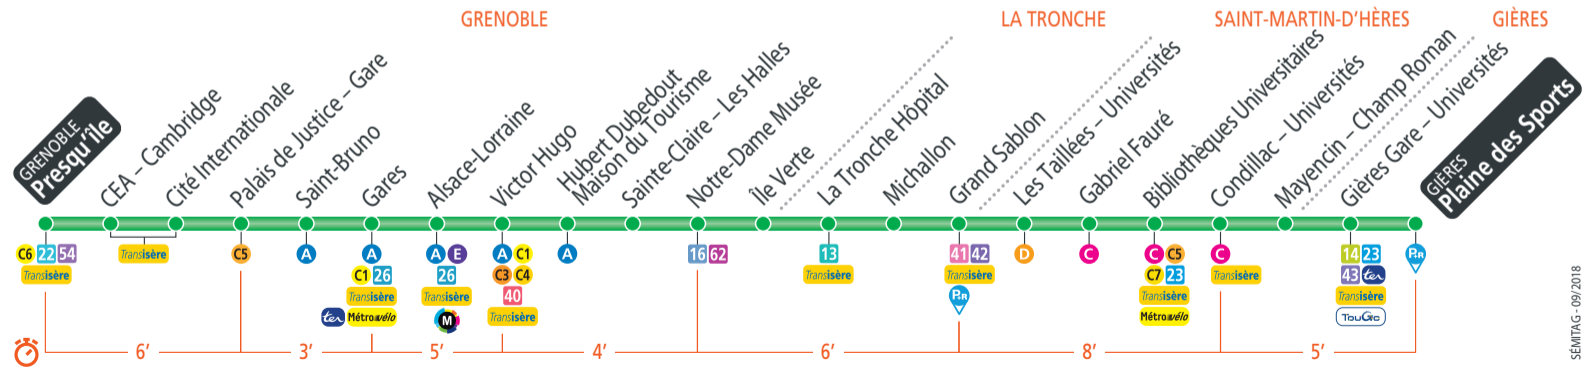 GRENOBLE
LA TRONCHE
SAINT-MARTIN-D'HÈRES
GIÈRES
GRENOBLE
Presqu'île
CEA – Cambridge
Cité Internationale
Palais de Justice – Gare
Saint-Bruno
Gares
Alsace-Lorraine
Victor Hugo
Hubert Dubedout
Maison du Tourisme
Sainte-Claire – Les Halles
Notre-Dame Musée
Île Verte
La Tronche Hôpital
Michallon
Grand Sablon
Les Taillées – Universités
Gabriel Fauré
Bibliothèques Universitaires
Condillac – Universités
Mayencin – Champ Roman
Gières Gare – Universités
GIÈRES
Plaine des Sports
C6 22 54
Transisère
Transisère
C5
A
A
C1 26
Transisère
ter Métrovélo
A E
26
Transisère
M
A C1
C3 C4
40
Transisère
A
16 62
13
Transisère
41 42
Transisère
P+R
D
C
C C5
C7 23
Transisère
Métrovélo
C
Transisère
14 23
43 ter
Transisère
TouGo
P+R
6' 3' 5' 4' 6' 8' 5'
SÉMITAG - 09/2018